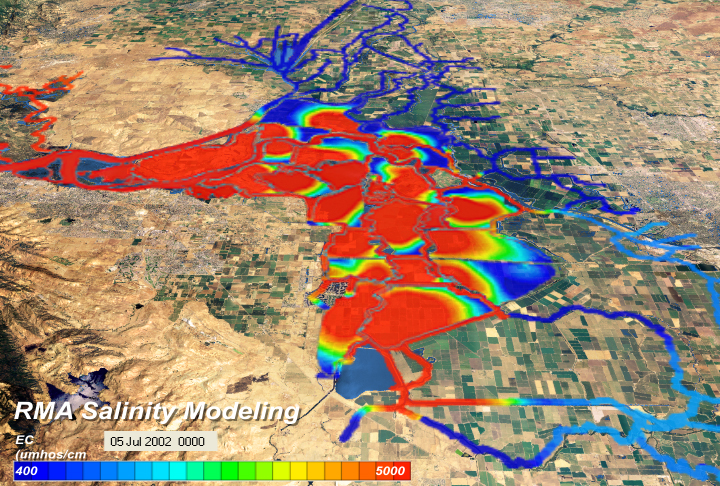 RMA Salinity Modeling
EC
(umhos/cm
05 Jul 2002 0000
400 5000